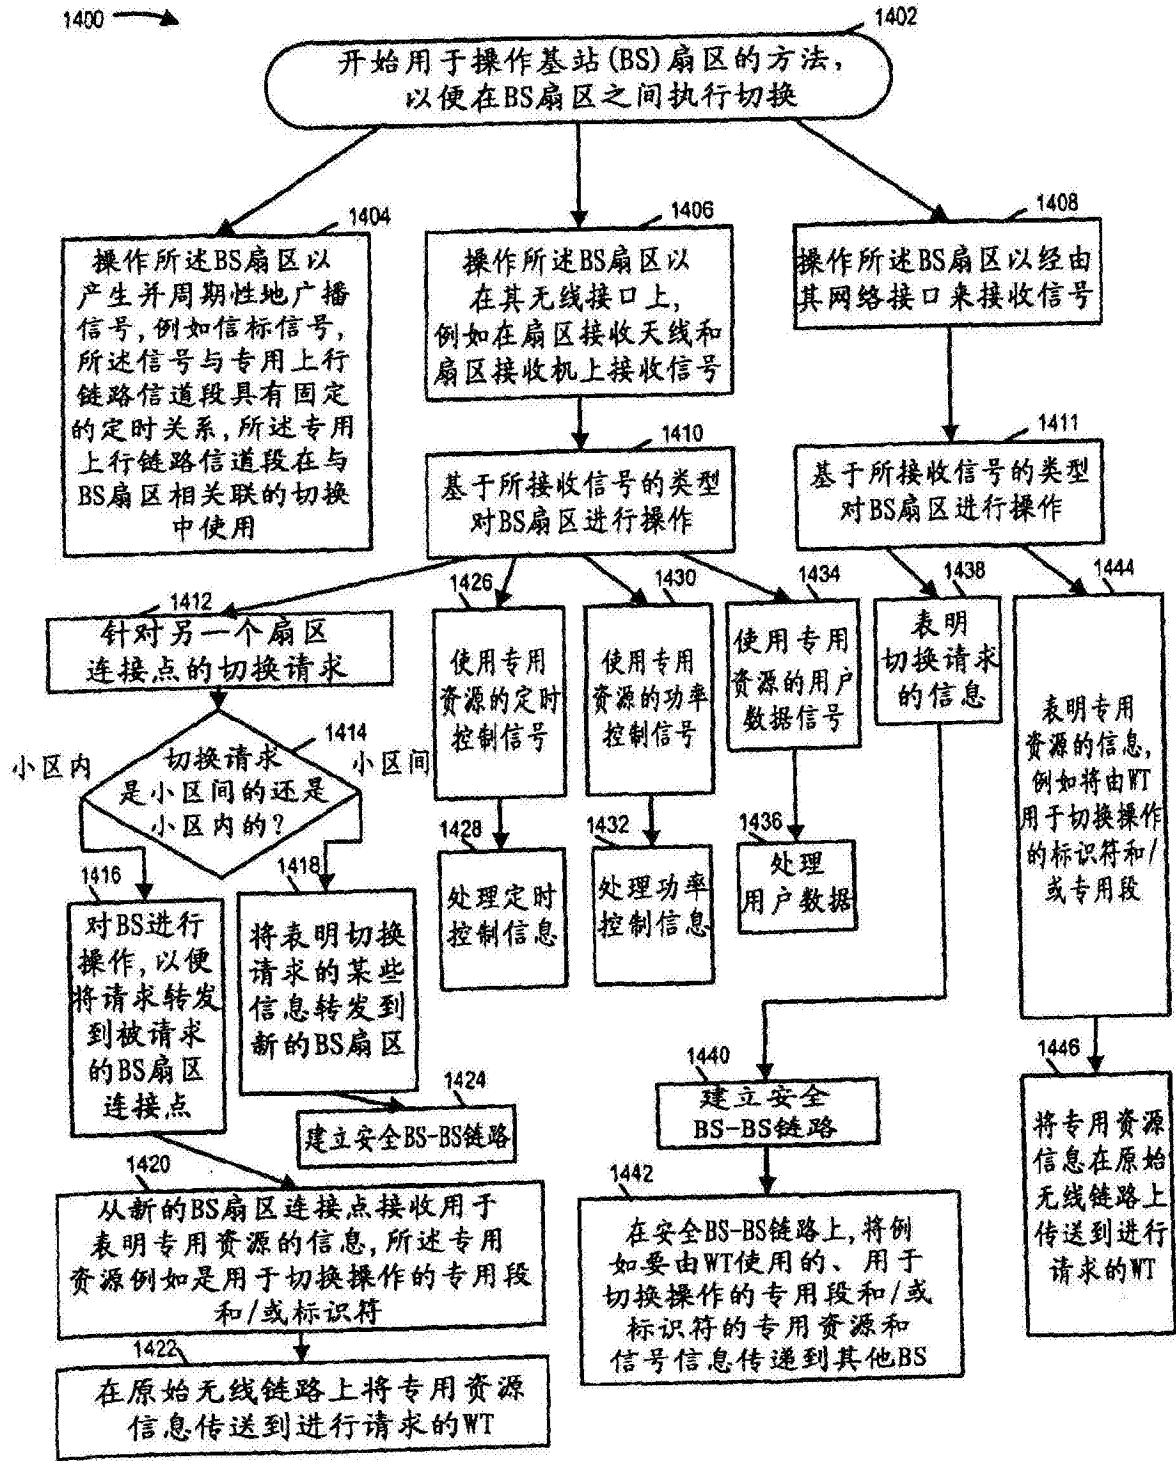 1400
1402
开始用于操作基站(BS)扇区的方法,
以便在BS扇区之间执行切换
1404
操作所述BS扇区以
产生并周期性地广播
信号,例如信标信号,
所述信号与专用上行
链路信道段具有固定
的定时关系,所述专用
上行链路信道段在与
BS扇区相关联的切换
中使用
1406
操作所述BS扇区以
在其无线接口上,
例如在扇区接收天线和
扇区接收机上接收信号
1408
操作所述BS扇区以经由
其网络接口来接收信号
1410
基于所接收信号的类型
对BS扇区进行操作
1411
基于所接收信号的类型
对BS扇区进行操作
1412
针对另一个扇区
连接点的切换请求
1414
切换请求
是小区间的还是
小区内的?
小区内
小区间
1416
对BS进行
操作,以便
将请求转发
到被请求
的BS扇区
连接点
1418
将表明切换
请求的某些
信息转发到
新的BS扇区
1424
建立安全BS-BS链路
1420
从新的BS扇区连接点接收用于
表明专用资源的信息,所述专用
资源例如是用于切换操作的专用段
和/或标识符
1422
在原始无线链路上将专用资源
信息传送到进行请求的WT
1426
使用专用
资源的定时
控制信号
1428
处理定时
控制信息
1430
使用专用
资源的功率
控制信号
1432
处理功率
控制信息
1434
使用专用
资源的用户
数据信号
1436
处理
用户数据
1438
表明
切换请求
的信息
1440
建立安全
BS-BS链路
1442
在安全BS-BS链路上,将例
如要由WT使用的、用于
切换操作的专用段和/或
标识符的专用资源和
信号信息传递到其他BS
1444
表明专用
资源的信息,
例如将由WT
用于切换操作
的标识符和/
或专用段
1446
将专用资源
信息在原始
无线链路上
传送到进行
请求的WT